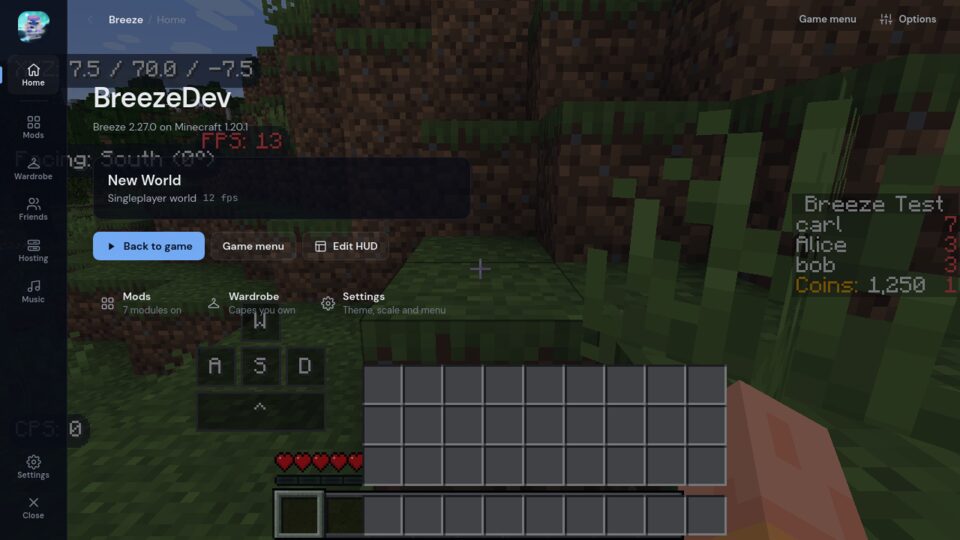 Breeze / Home
Game menu
Options
XYZ: 7.5 / 70.0 / -7.5
Home
BreezeDev
Breeze 2.27.0 on Minecraft 1.20.1
FPS: 13
Mods
Facing: South (0°)
Wardrobe
New World
Singleplayer world 12 fps
Friends
Breeze Test
carl 7
Alice 3
bob 3
Coins: 1,250 1
Hosting
Back to game
Game menu
Edit HUD
Music
Mods
7 modules on
Wardrobe
Capes you own
Settings
Theme, scale and menu
W
A S D
^
CPS: 0
Settings
Close